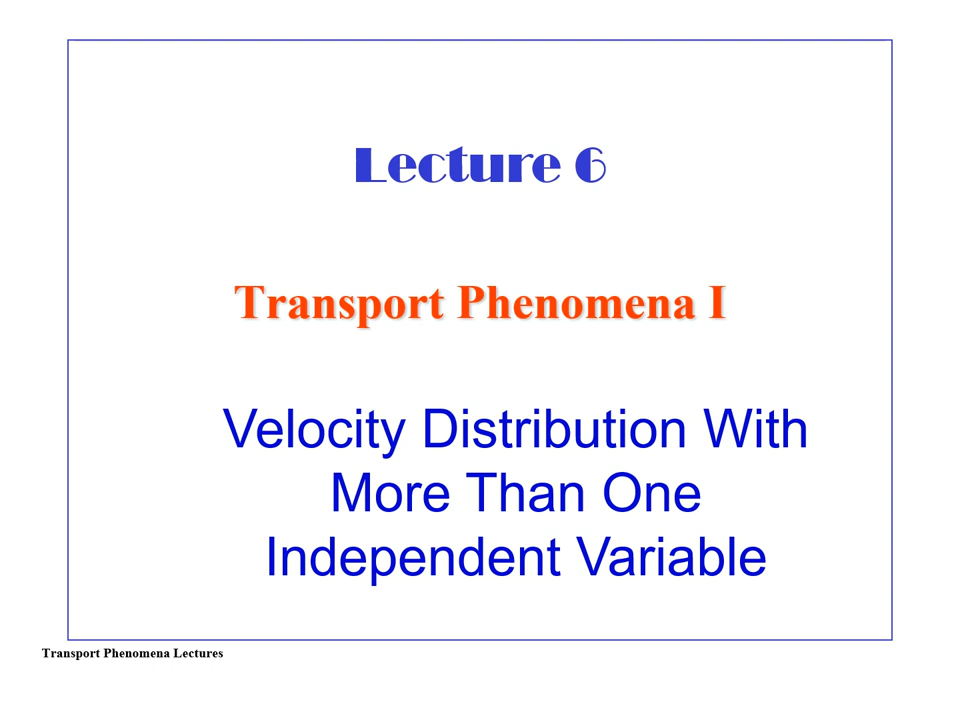 Lecture 6
Transport Phenomena I
Velocity Distribution With
More Than One
Independent Variable
Transport Phenomena Lectures